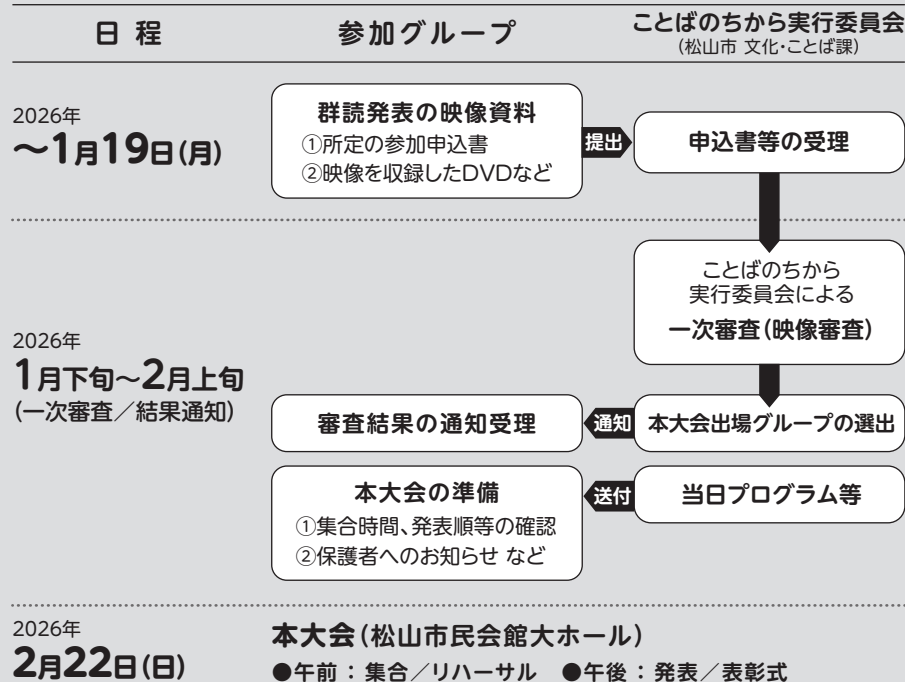 日 程
参加グループ
ことばのちから実行委員会
(松山市 文化・ことば課)
2026年
～1月19日(月)
群読発表の映像資料
①所定の参加申込書
②映像を収録したDVDなど
提出
申込書等の受理
2026年
1月下旬～2月上旬
(一次審査／結果通知)
ことばのちから
実行委員会による
一次審査(映像審査)
審査結果の通知受理
通知
本大会出場グループの選出
本大会の準備
①集合時間、発表順等の確認
②保護者へのお知らせ など
送付
当日プログラム等
2026年
2月22日(日)
本大会(松山市民会館大ホール)
●午前：集合／リハーサル ●午後：発表／表彰式